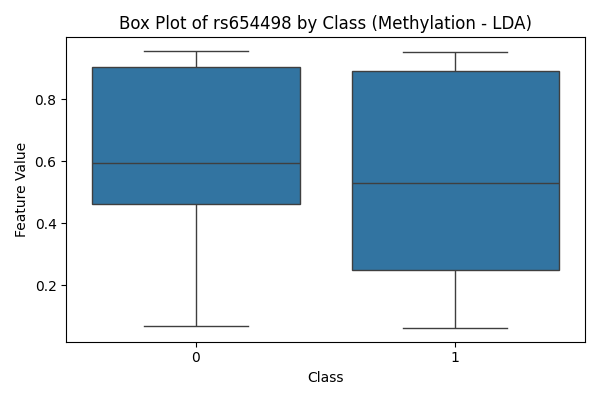 Box Plot of rs654498 by Class (Methylation - LDA)
Feature Value
0.8
0.6
0.4
0.2
0
1
Class